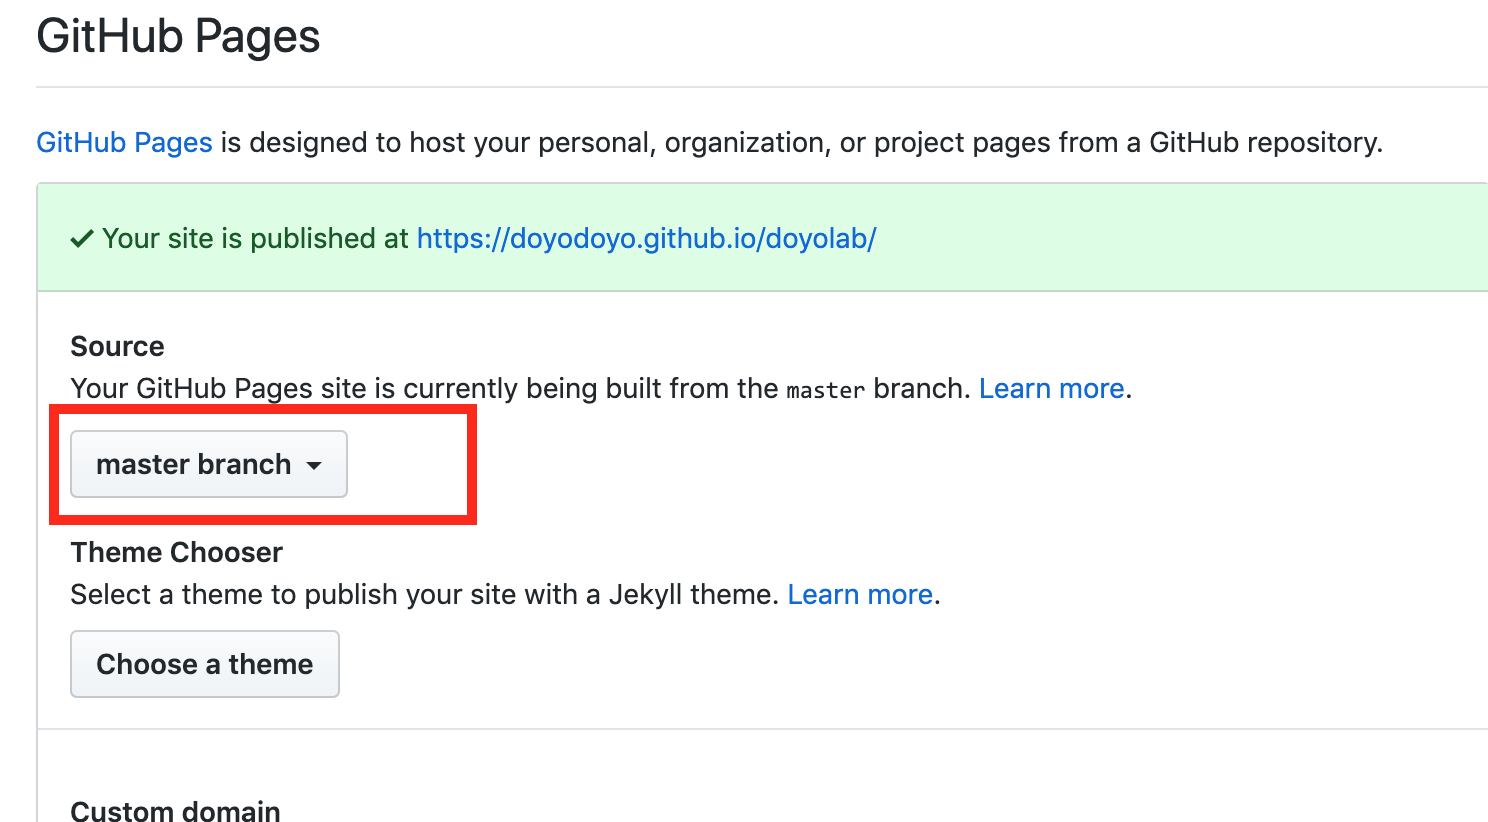 GitHub Pages
GitHub Pages is designed to host your personal, organization, or project pages from a GitHub repository.
✓ Your site is published at https://doyodoyo.github.io/doyolab/
Source
Your GitHub Pages site is currently being built from the master branch. Learn more.
master branch
Theme Chooser
Select a theme to publish your site with a Jekyll theme. Learn more.
Choose a theme
Custom domain